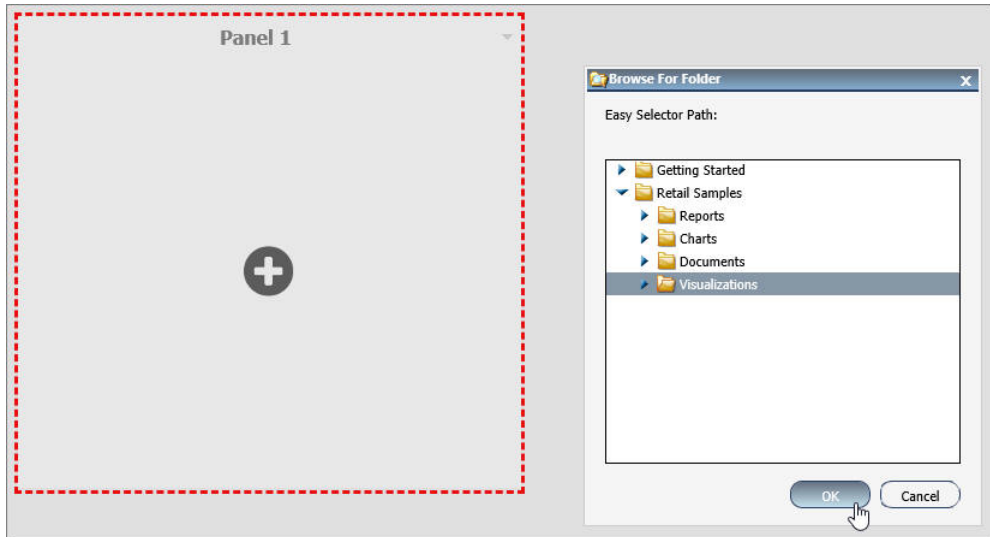 Panel 1
Browse For Folder
x
Easy Selector Path:
Getting Started
Retail Samples
Reports
Charts
Documents
Visualizations
OK
Cancel